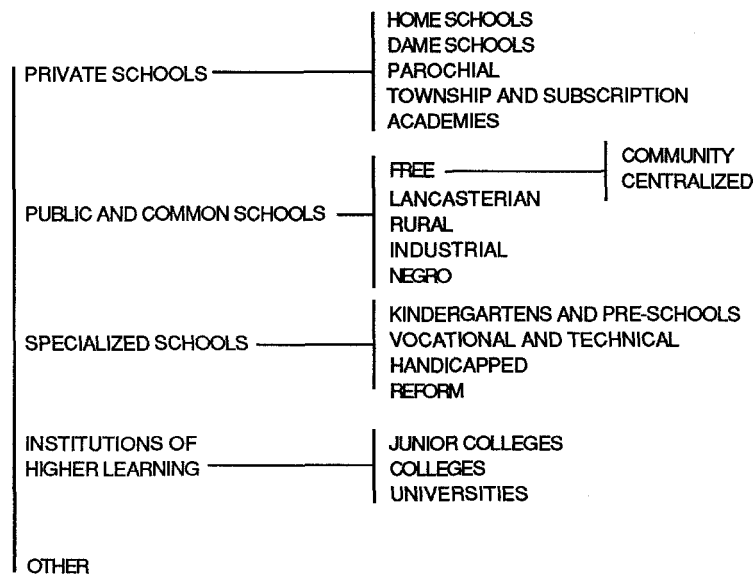 HOME SCHOOLS
DAME SCHOOLS
PRIVATE SCHOOLS
PAROCHIAL
TOWNSHIP AND SUBSCRIPTION
ACADEMIES
FREE
COMMUNITY
CENTRALIZED
PUBLIC AND COMMON SCHOOLS
LANCASTERIAN
RURAL
INDUSTRIAL
NEGRO
KINDERGARTENS AND PRE-SCHOOLS
SPECIALIZED SCHOOLS
VOCATIONAL AND TECHNICAL
HANDICAPPED
REFORM
INSTITUTIONS OF
HIGHER LEARNING
JUNIOR COLLEGES
COLLEGES
UNIVERSITIES
OTHER